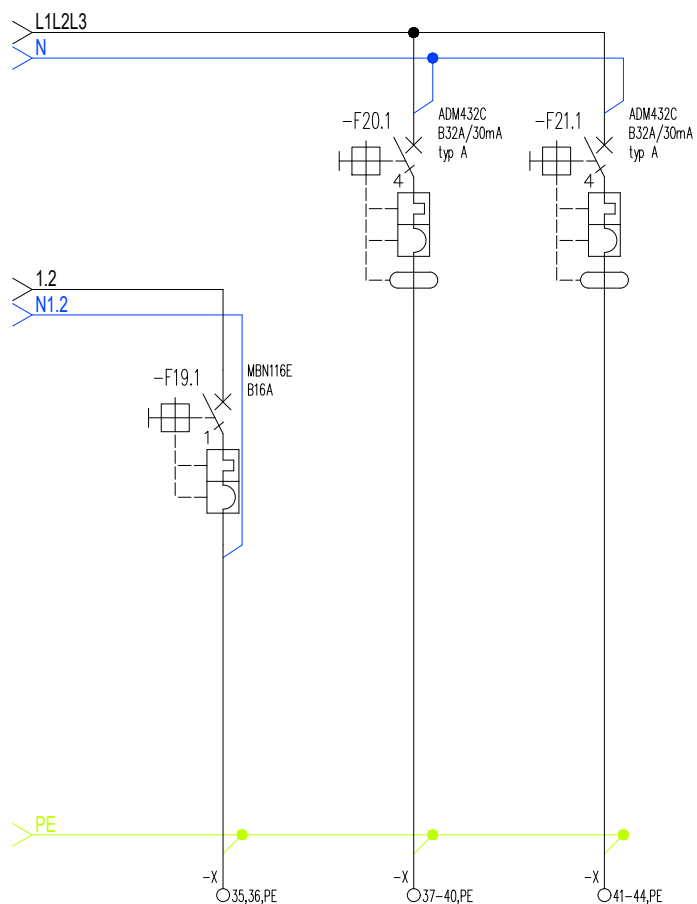 L1L2L3
N
-F20.1
ADM432C
B32A/30mA
typ A
4
-F21.1
ADM432C
B32A/30mA
typ A
4
1.2
N1.2
-F19.1
MBN116E
B16A
1
PE
-X
35,36,PE
-X
37-40,PE
-X
41-44,PE